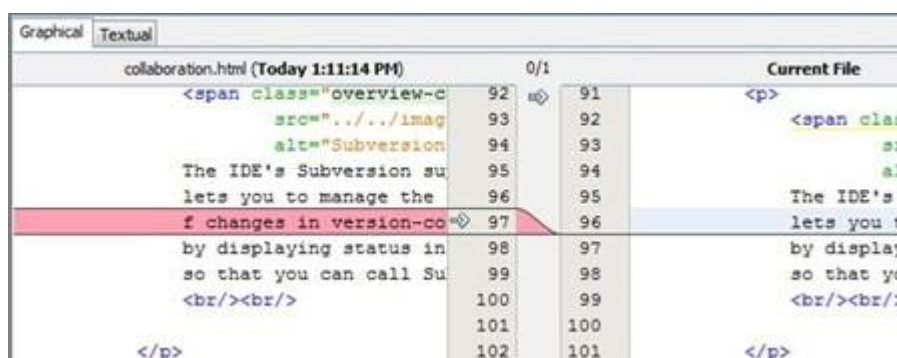 Graphical Textual
collaboration.html (Today 1:11:14 PM) 0/1 Current File
<span class="overview-c 92 91 <p>
src="../../imag 93 92 <span clas
alt="Subversion 94 93 sr
The IDE's Subversion su 95 94 al
lets you to manage the 96 95 The IDE's
f changes in version-co 97 96 lets you t
by displaying status in 98 97 by display
so that you can call Su 99 98 so that yo
<br/><br/> 100 99 <br/><br/>
101 100
</p> 102 101 </p>